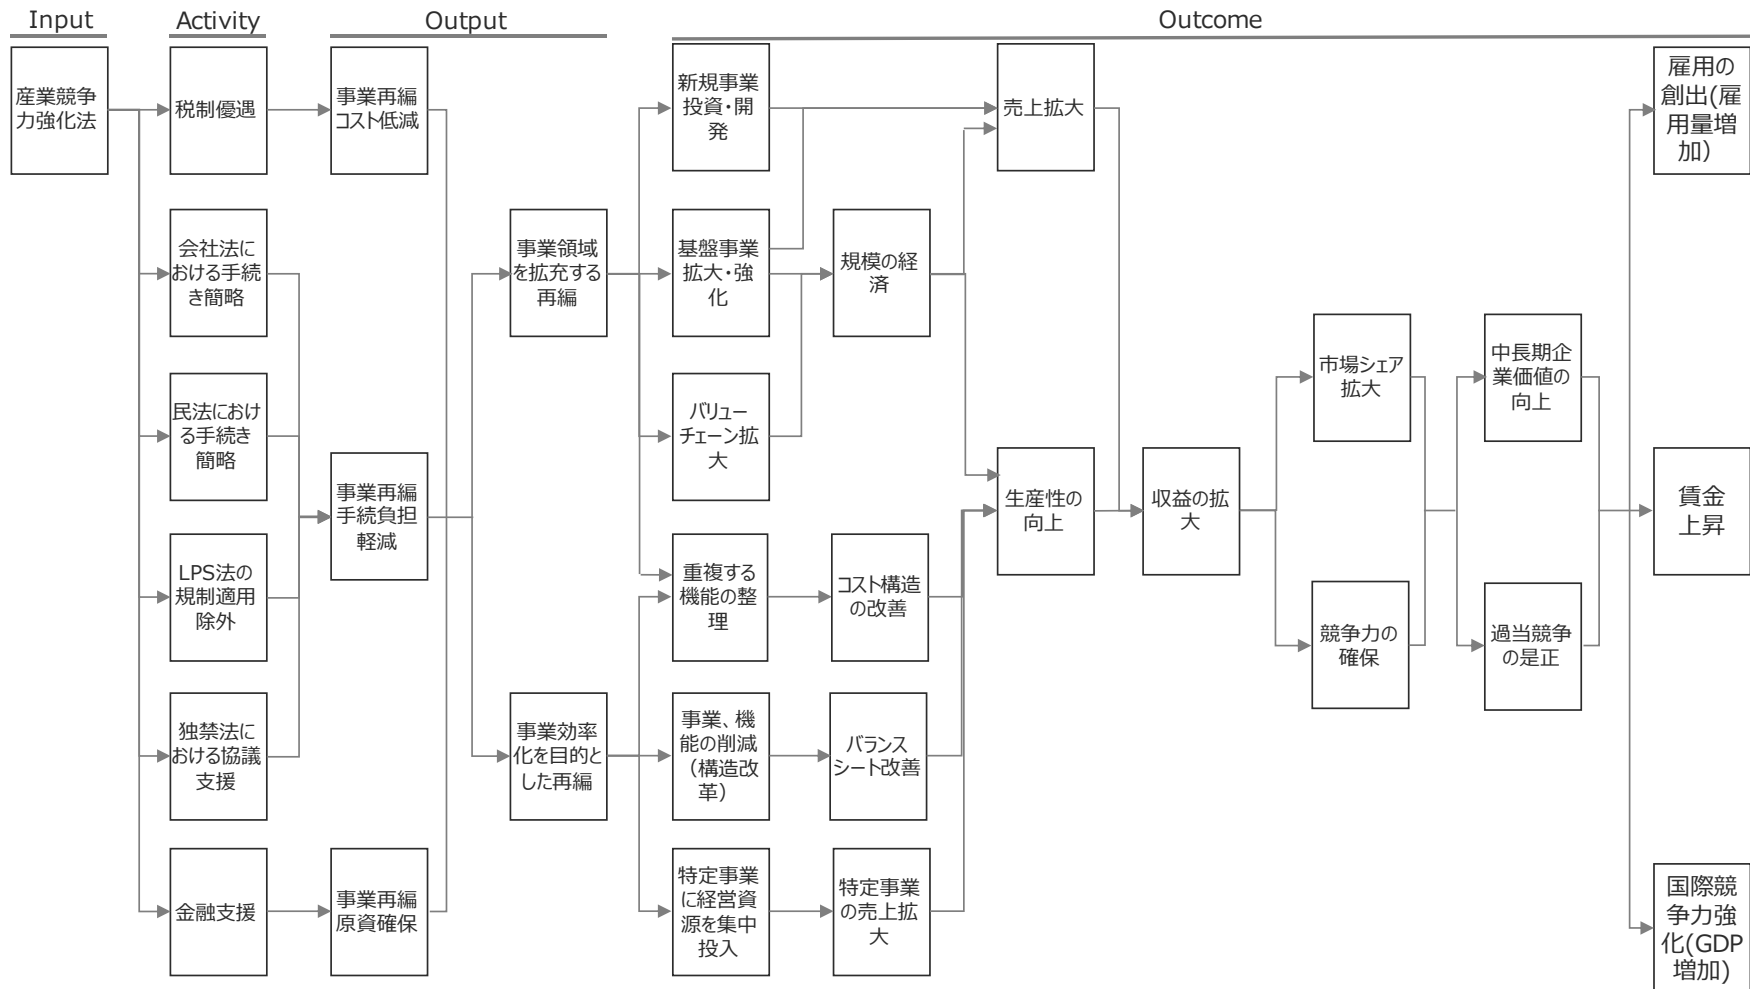 Input
Activity
Output
Outcome
産業競争
力強化法
税制優遇
会社法に
おける手続
き簡略
民法におけ
る手続き
簡略
LPS法の
規制適用
除外
独禁法に
おける協議
支援
金融支援
事業再編
コスト低減
事業再編
手続負担
軽減
事業再編
原資確保
事業領域
を拡充する
再編
事業効率
化を目的と
した再編
新規事業
投資・開
発
基盤事業
拡大・強
化
バリュー
チェーン拡
大
重複する
機能の整
理
事業、機
能の削減
（構造改
革）
特定事業
に経営資
源を集中
投入
規模の経
済
コスト構造
の改善
バランス
シート改善
特定事業
の売上拡
大
売上拡大
生産性の
向上
収益の拡
大
市場シェア
拡大
競争力の
確保
中長期企
業価値の
向上
過当競争
の是正
雇用の
創出(雇
用量増
加）
賃金
上昇
国際競
争力強
化(GDP
増加)